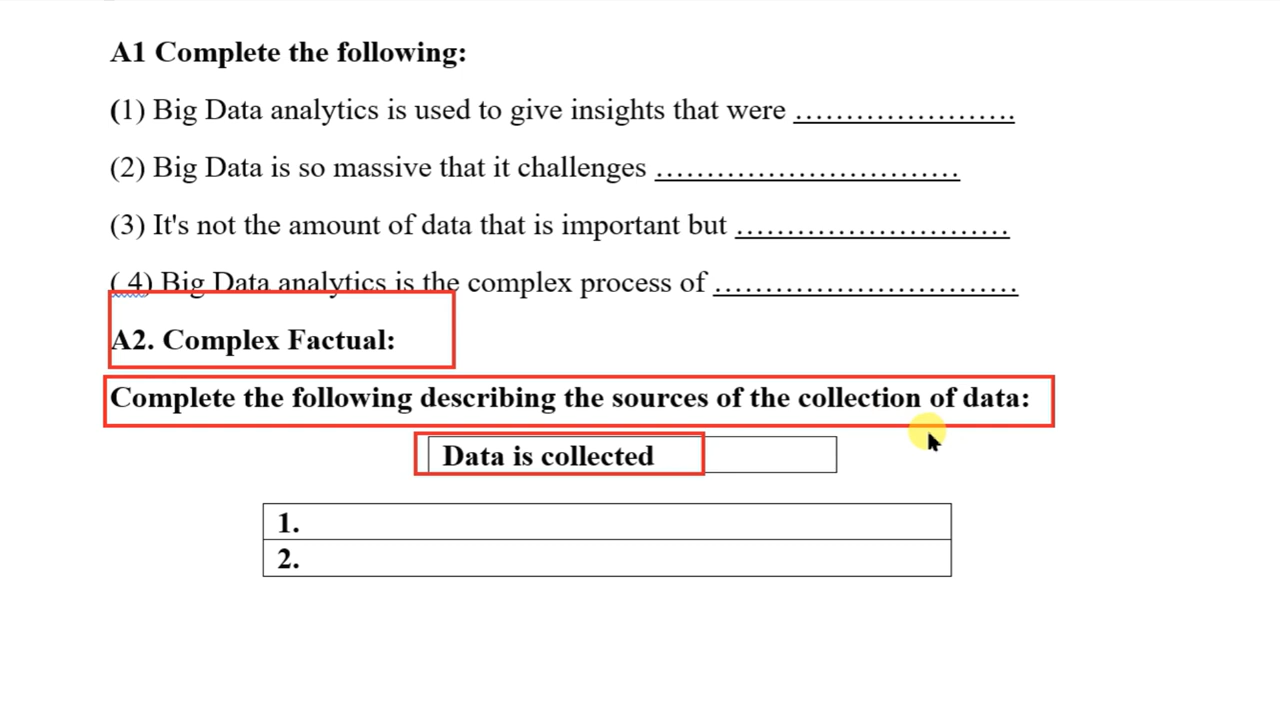 A1 Complete the following:
(1) Big Data analytics is used to give insights that were ………………….
(2) Big Data is so massive that it challenges …………………………
(3) It's not the amount of data that is important but ………………………
( 4) Big Data analytics is the complex process of …………………………
A2. Complex Factual:
Complete the following describing the sources of the collection of data:
Data is collected
1.
2.